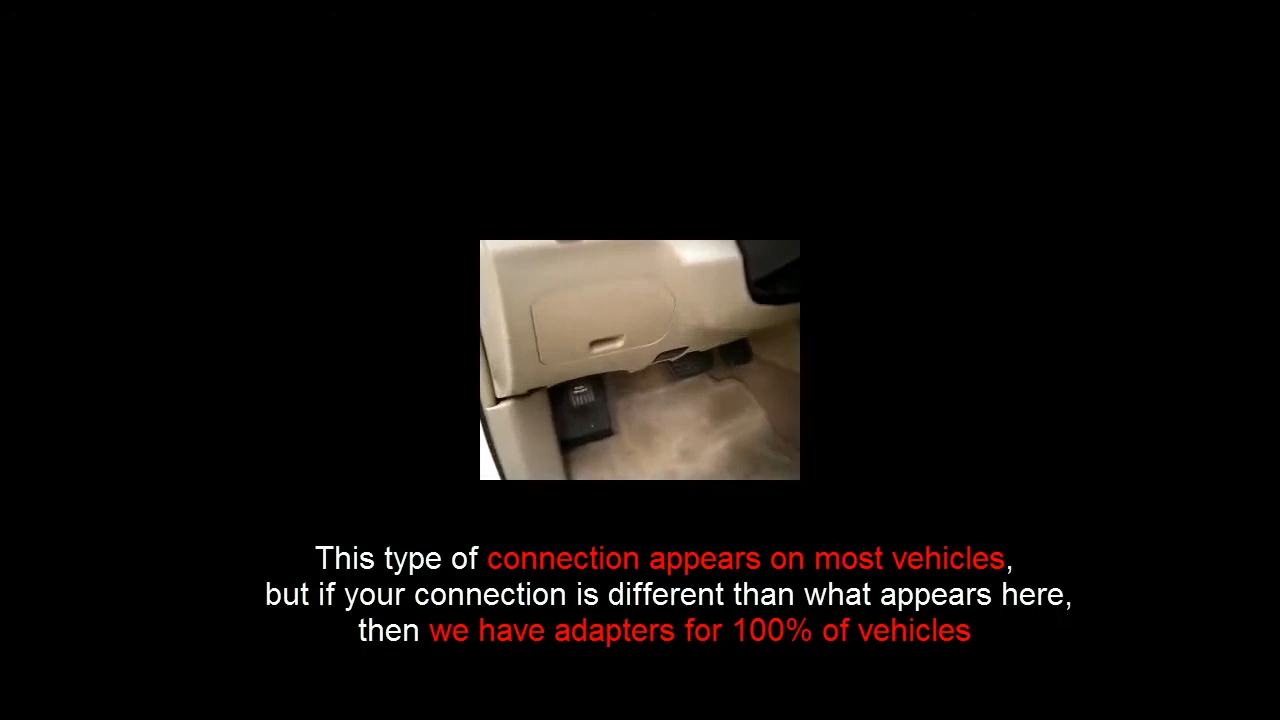 This type of connection appears on most vehicles,
but if your connection is different than what appears here,
then we have adapters for 100% of vehicles